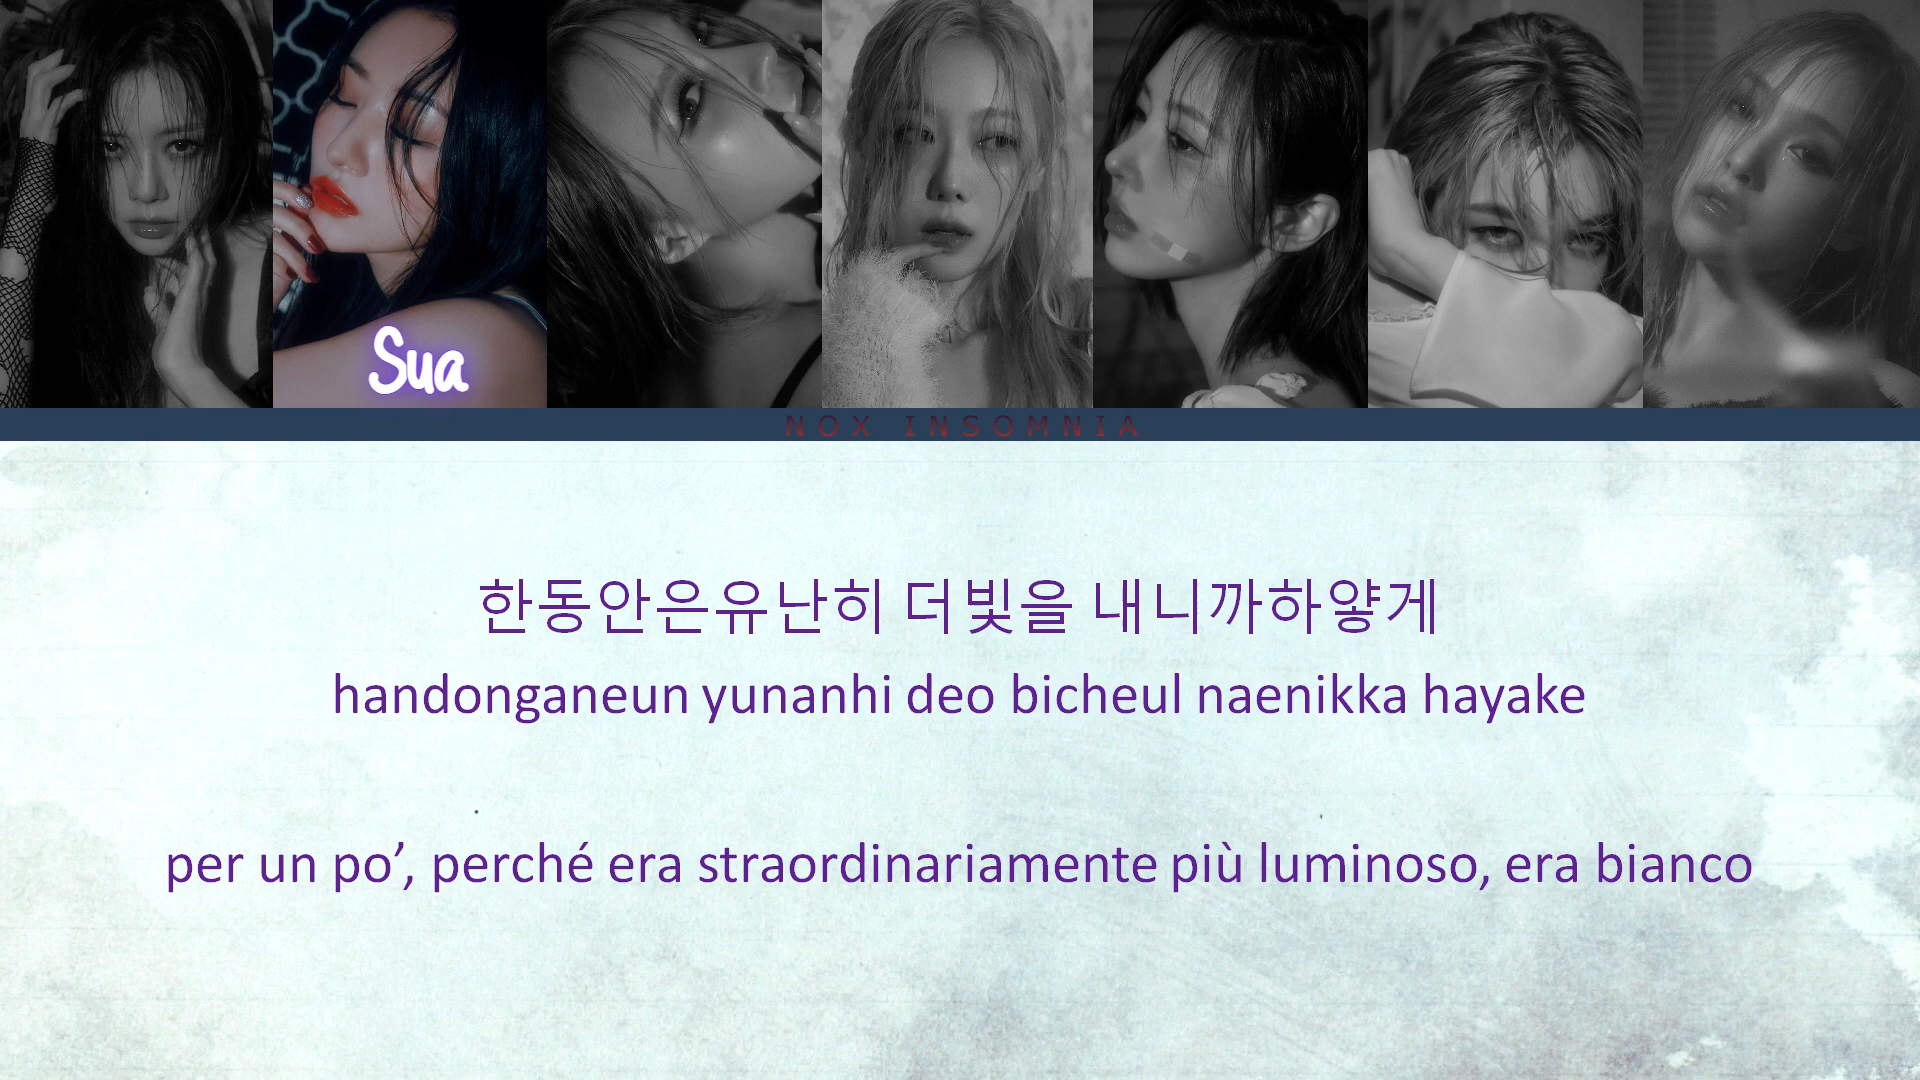 Sua
NOX INSOMNIA
한동안은유난히 더빛을 내니까하얗게
handonganeun yunanhi deo bicheul naenikka hayake
per un po’, perché era straordinariamente più luminoso, era bianco